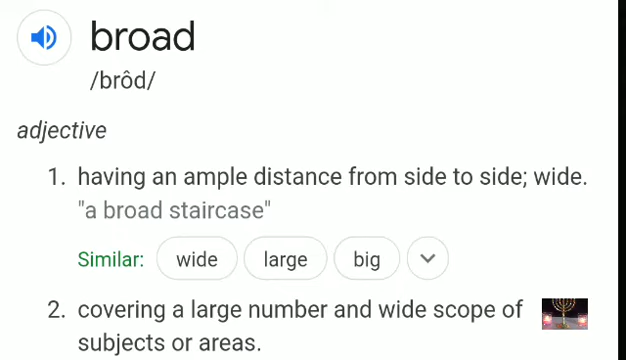 broad
/brôd/
adjective
1. having an ample distance from side to side; wide.
"a broad staircase"
Similar: wide large big
2. covering a large number and wide scope of
subjects or areas.